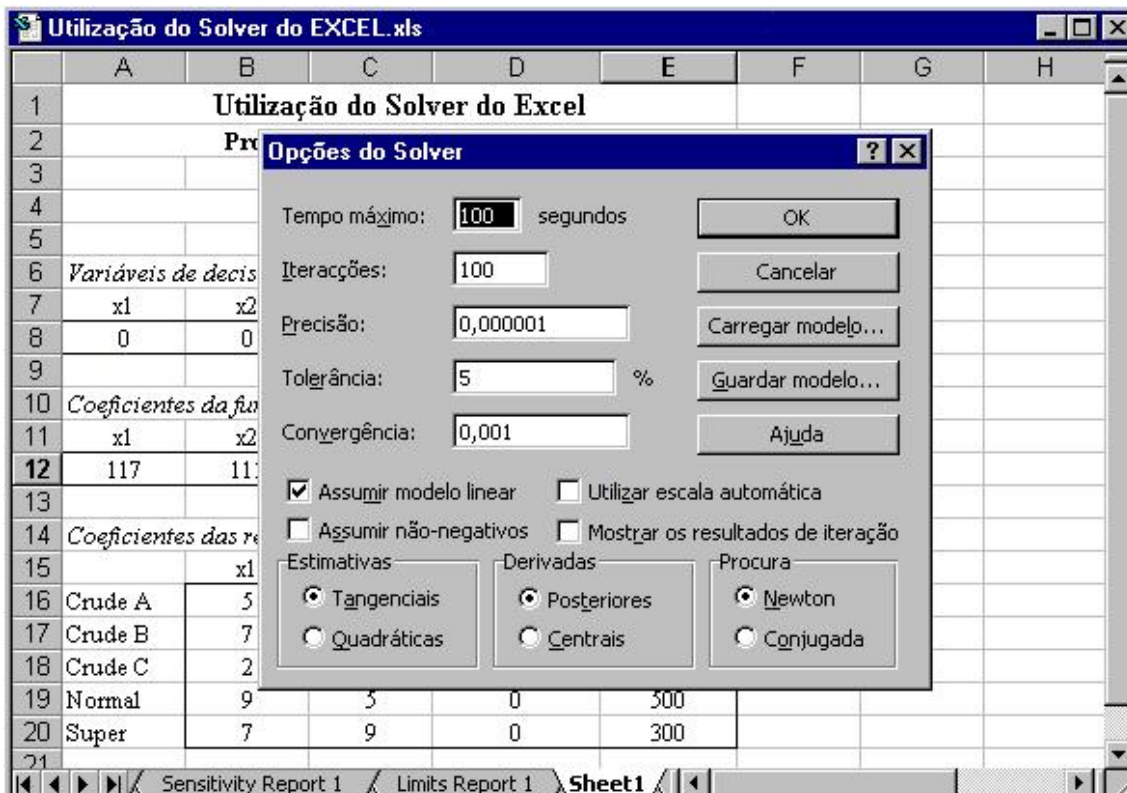 Utilização do Solver do EXCEL.xls
A B C D E F G H
1 Utilização do Solver do Excel
2
3
4
5
6 Variáveis de
7 x1 x2
8 0 0
9
10 Coeficientes da
11 x1 x2
12 117
13
14 Coeficientes das
15 x1
16 Crude A 5
17 Crude B 7
18 Crude C 2
19 Normal 9 5 0 500
20 Super 7 9 0 300
21
Opções do Solver
Tempo máximo: 100 segundos
Iteracções: 100
Precisão: 0,000001
Tolerância: 5 %
Convergência: 0,001
OK
Cancelar
Carregar modelo...
Guardar modelo...
Ajuda
Assumir modelo linear
Utilizar escala automática
Assumir não-negativos
Mostrar os resultados de iteração
Estimativas
Tangenciais
Quadráticas
Derivadas
Posteriores
Centrais
Procura
Newton
Conjugada
Sensitivity Report 1 Limits Report 1 Sheet1